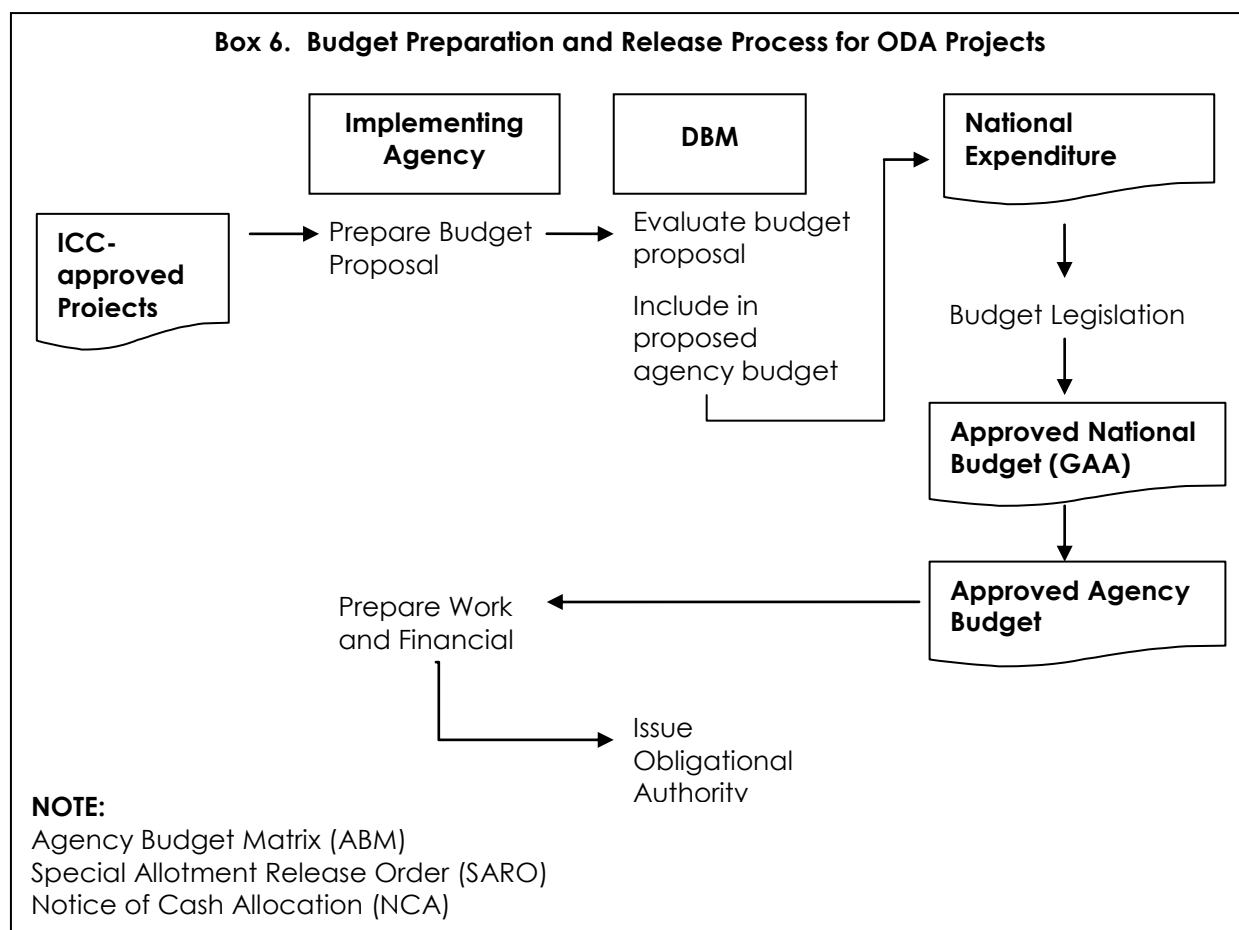 Box 6. Budget Preparation and Release Process for ODA Projects
Implementing
Agency
DBM
National
Expenditure
ICC-
approved
Projects
Prepare Budget
Proposal
Evaluate budget
proposal
Include in
proposed
agency budget
Budget Legislation
Approved National
Budget (GAA)
Approved Agency
Budget
Prepare Work
and Financial
Issue
Obligational
Authority
NOTE:
Agency Budget Matrix (ABM)
Special Allotment Release Order (SARO)
Notice of Cash Allocation (NCA)